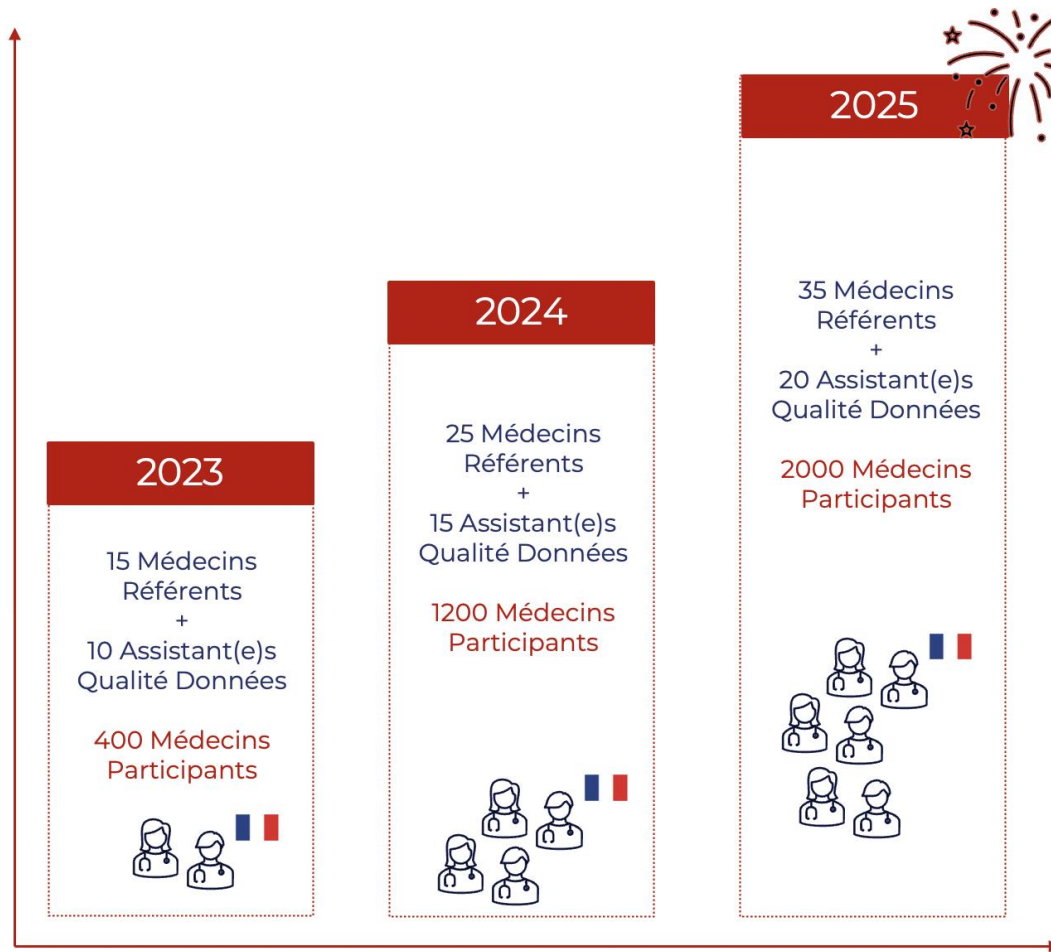 2023
15 Médecins
Référents
+
10 Assistant(e)s
Qualité Données
400 Médecins
Participants
2024
25 Médecins
Référents
+
15 Assistant(e)s
Qualité Données
1200 Médecins
Participants
2025
35 Médecins
Référents
+
20 Assistant(e)s
Qualité Données
2000 Médecins
Participants